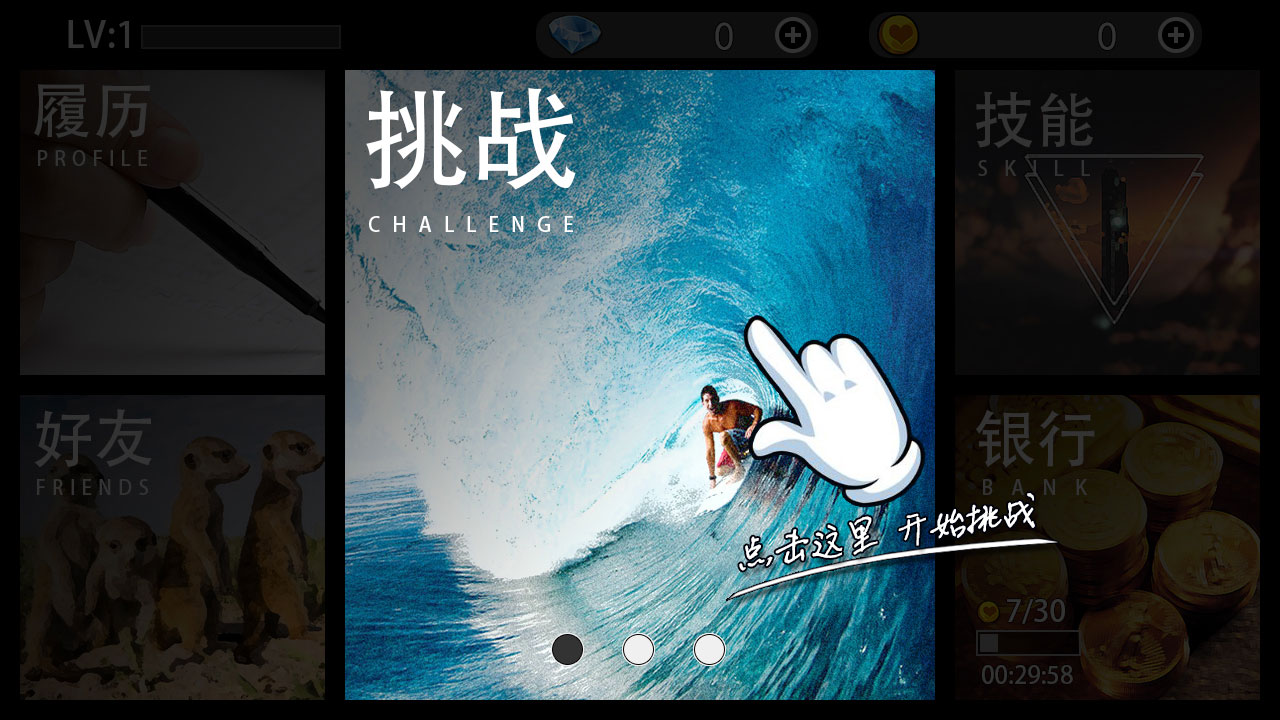 LV:1
0
0
履历
PROFILE
挑战
CHALLENGE
技能
SKILL
好友
FRIENDS
银行
BANK
点击这里 开始挑战
7/30
00:29:58